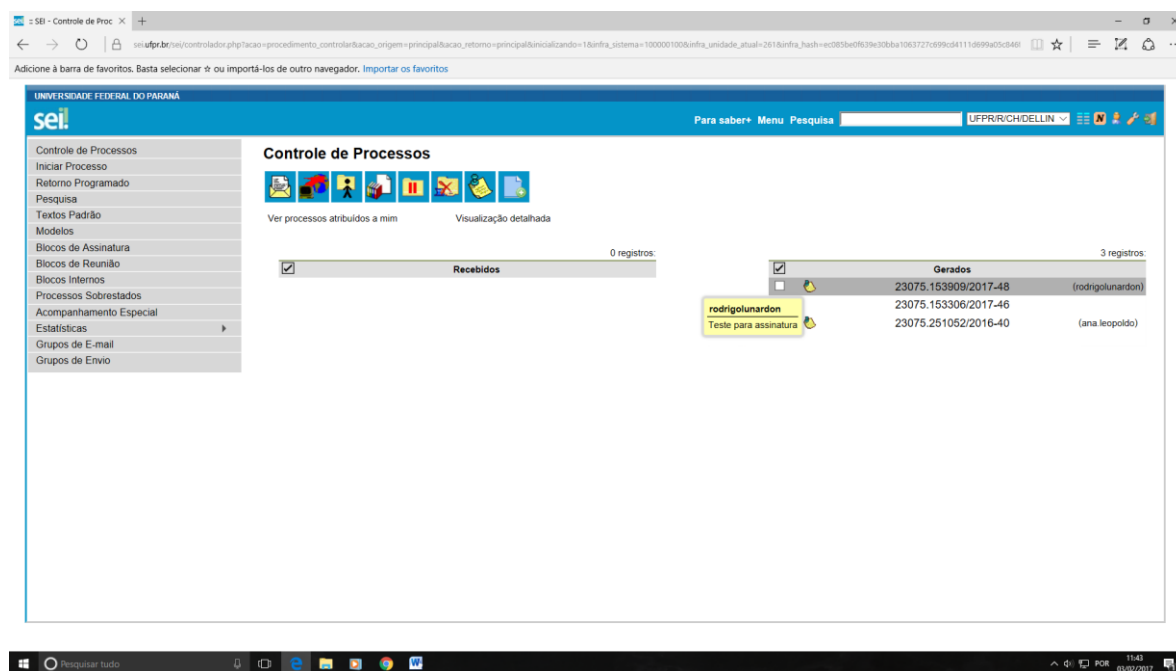 :: SEI - Controle de Proc
sei.ufpr.br/sei/controlador.php?acao=procedimento_controlar&acao_origem=principal&acao_retorno=principal&inicializando=1&infra_sistema=100000100&infra_unidade_atual=261&infra_hash=
Adicione à barra de favoritos. Basta selecionar ☆ ou importá-los de outro navegador. Importar os favoritos
UNIVERSIDADE FEDERAL DO PARANÁ
sei!
Para saber+ Menu Pesquisa UFPR/R/CH/DELLIN
Controle de Processos
Iniciar Processo
Retorno Programado
Pesquisa
Textos Padrão
Modelos
Blocos de Assinatura
Blocos de Reunião
Blocos Internos
Processos Sobrestados
Acompanhamento Especial
Estatísticas
Grupos de E-mail
Grupos de Envio
Controle de Processos
Ver processos atribuídos a mim Visualização detalhada
0 registros:
Recebidos
3 registros:
Gerados
23075.153909/2017-48 (rodrigolunardon)
23075.153306/2017-46
23075.251052/2016-40 (ana.leopoldo)
rodrigolunardon
Teste para assinatura
Pesquisar tudo
POR
11:43
03/02/2017